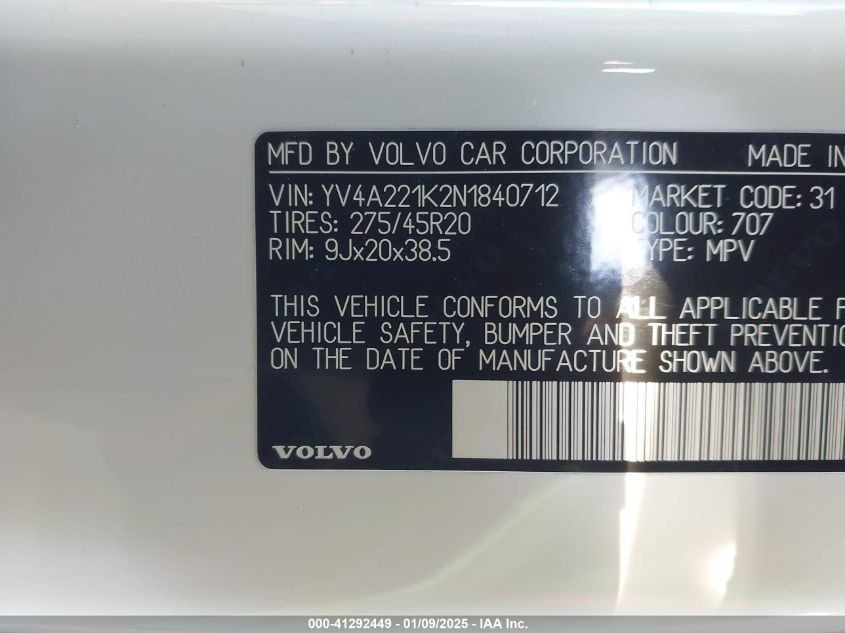 MFD BY VOLVO CAR CORPORATION MADE IN
VIN: YV4A221K2N1840712 MARKET CODE: 31
TIRES: 275/45R20 COLOUR: 707
RIM: 9Jx20x38.5 TYPE: MPV
THIS VEHICLE CONFORMS TO ALL APPLICABLE F
VEHICLE SAFETY, BUMPER AND THEFT PREVENTIO
ON THE DATE OF MANUFACTURE SHOWN ABOVE.
VOLVO
000-41292449 - 01/09/2025 - IAA Inc.